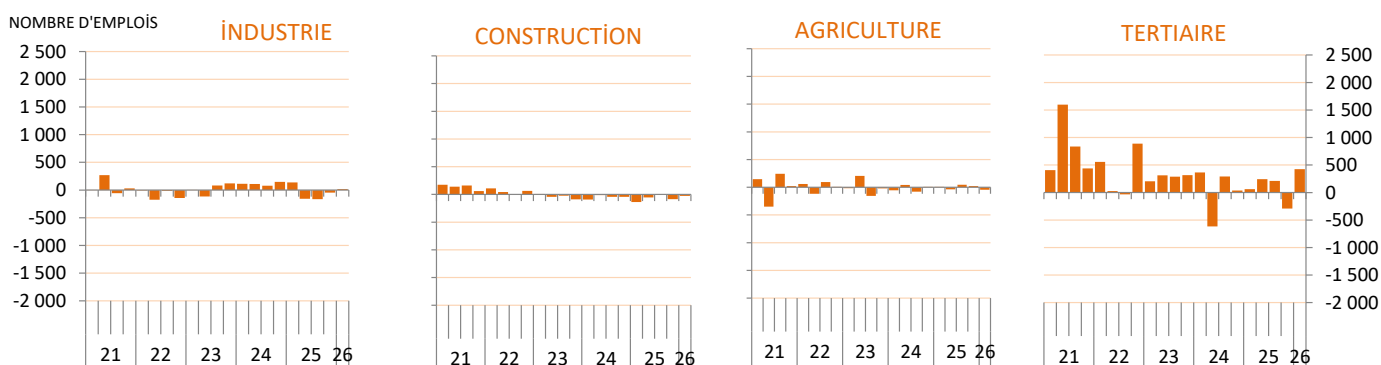 NOMBRE D'EMPLOİS
İNDUSTRIE
CONSTRUCTİON
AGRICULTURE
TERTIAIRE
2 500
2 000
1 500
1 000
500
0
-500
-1 000
-1 500
-2 000
21 22 23 24 25 26
21 22 23 24 25 26
21 22 23 24 25 26
21 22 23 24 25 26
2 500
2 000
1 500
1 000
500
0
-500
-1 000
-1 500
-2 000